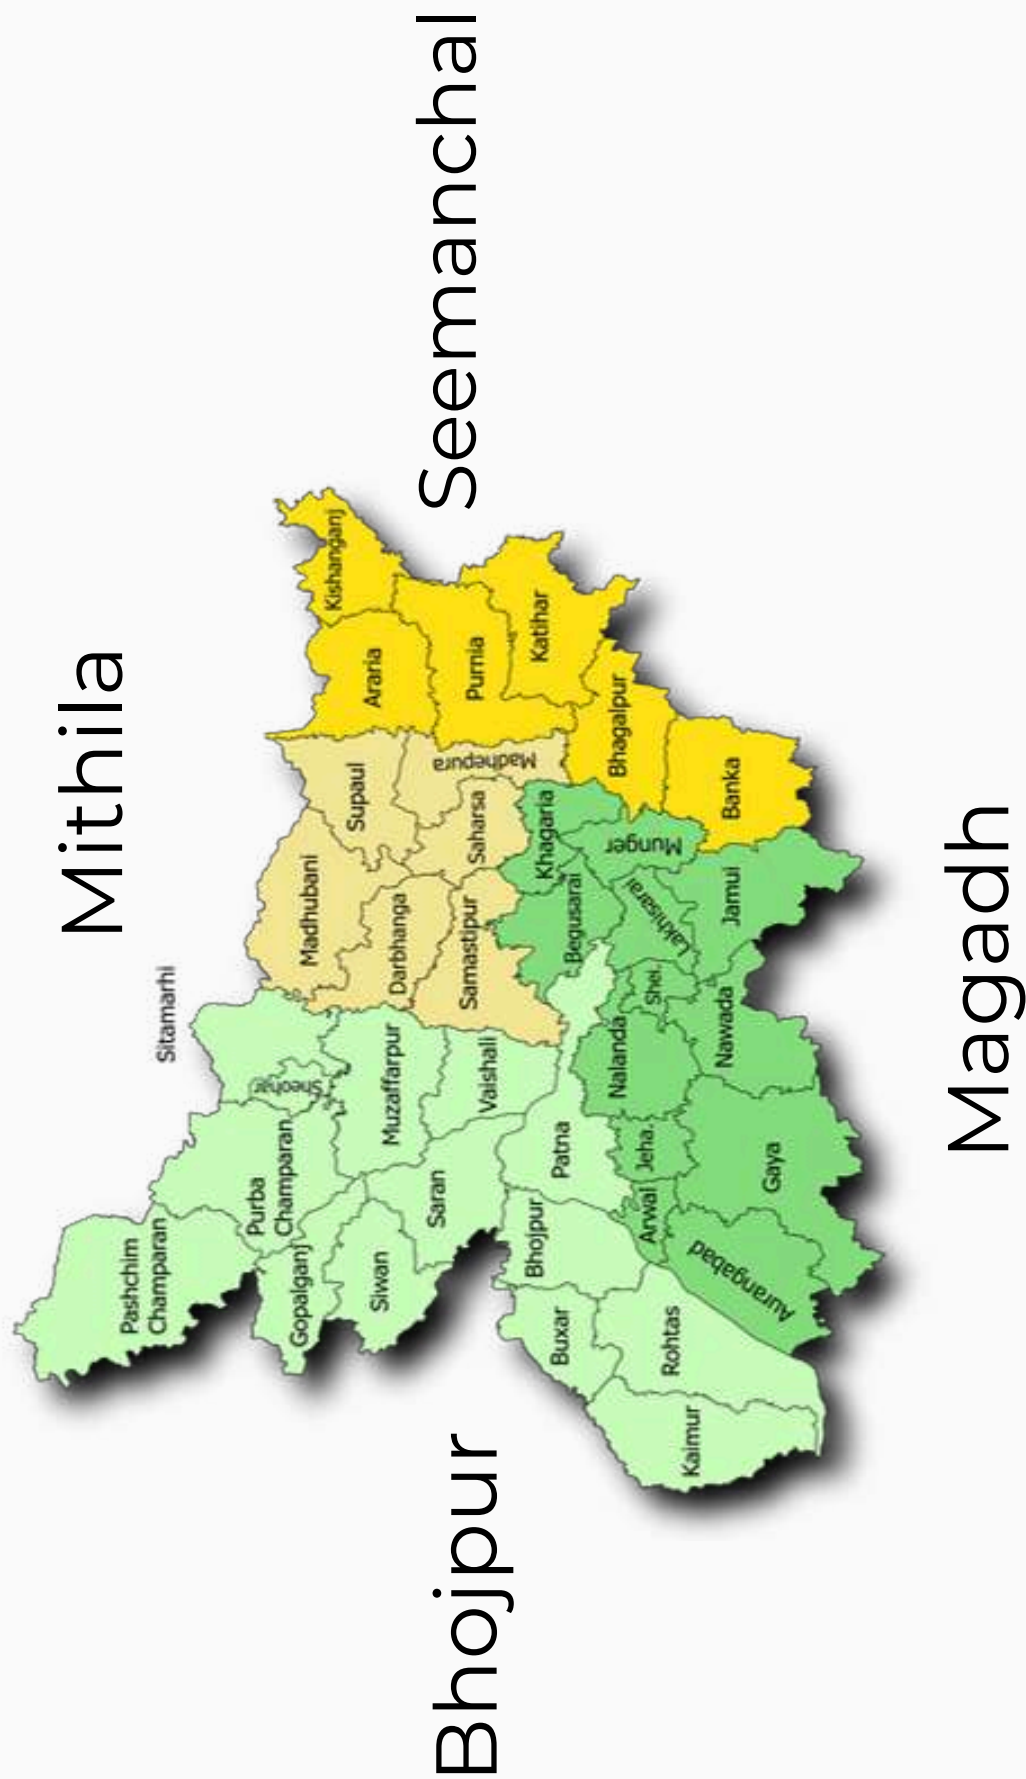 Mithila
Seemanchal
Bhojpur
Magadh
Pashchim
Champaran
Purba
Champaran
Sitamarhi
Sheohar
Gopalganj
Siwan
Saran
Muzaffarpur
Vaishali
Madhubani
Darbhanga
Samastipur
Supaul
Madhepura
Saharsa
Kishanganj
Araria
Purnia
Katihar
Bhagalpur
Banka
Khagaria
Begusarai
Munger
Lakhisarai
Jamui
Shei.
Nalanda
Nawada
Patna
Jeha.
Arwal
Gaya
Aurangabad
Bhojpur
Buxar
Rohtas
Kaimur